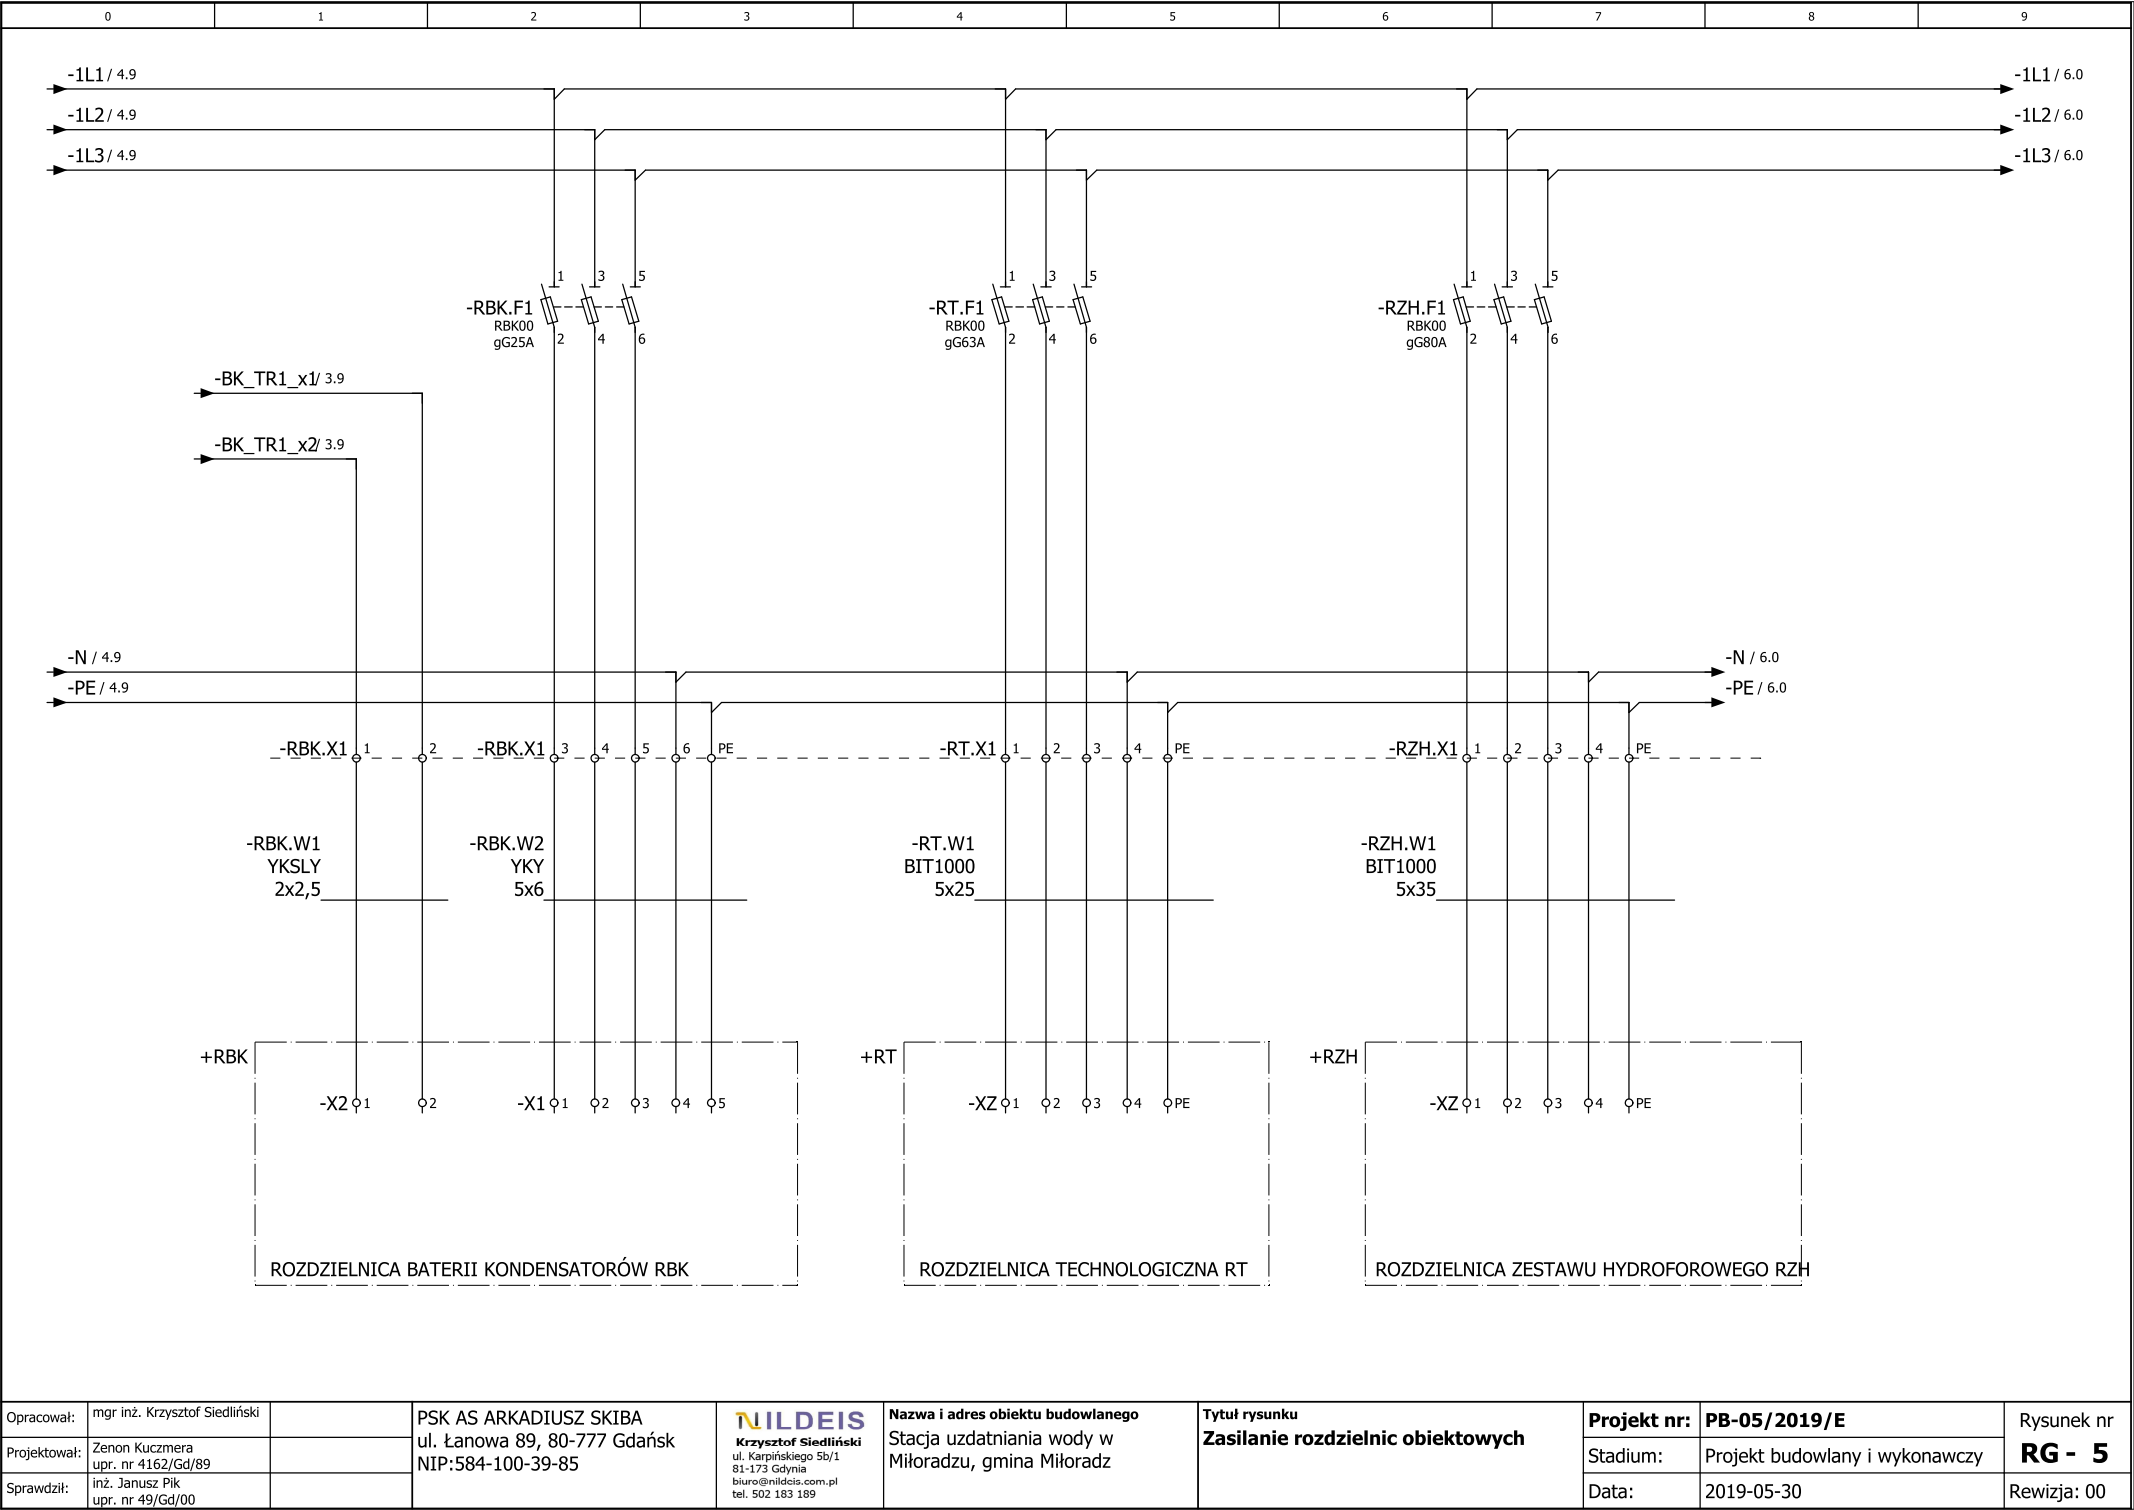 0 1 2 3 4 5 6 7 8 9
-1L1 / 4.9 -1L1 / 6.0
-1L2 / 4.9 -1L2 / 6.0
-1L3 / 4.9 -1L3 / 6.0
1 3 5 1 3 5 1 3 5
-RBK.F1 -RT.F1 -RZH.F1
RBK00 RBK00 RBK00
gG25A 2 4 6 gG63A 2 4 6 gG80A 2 4 6
-BK_TR1_x1/ 3.9
-BK_TR1_x2/ 3.9
-N / 4.9 -N / 6.0
-PE / 4.9 -PE / 6.0
-RBK.X1 1 2 -RBK.X1 3 4 5 6 PE -RT.X1 1 2 3 4 PE -RZH.X1 1 2 3 4 PE
-RBK.W1 -RBK.W2 -RT.W1 -RZH.W1
YKSLY YKY BIT1000 BIT1000
2x2,5 5x6 5x25 5x35
+RBK +RT +RZH
-X2 1 2 -X1 1 2 3 4 5 -XZ 1 2 3 4 PE -XZ 1 2 3 4 PE
ROZDZIELNICA BATERII KONDENSATORÓW RBK ROZDZIELNICA TECHNOLOGICZNA RT ROZDZIELNICA ZESTAWU HYDROFOROWEGO RZH
Opracował: mgr inż. Krzysztof Siedliński
Projektował: Zenon Kuczmera
upr. nr 4162/Gd/89
Sprawdził: inż. Janusz Pik
upr. nr 49/Gd/00
PSK AS ARKADIUSZ SKIBA
ul. Łanowa 89, 80-777 Gdańsk
NIP:584-100-39-85
NILDEIS
Krzysztof Siedliński
ul. Karpińskiego 5b/1
81-173 Gdynia
biuro@nildcis.com.pl
tel. 502 183 189
Nazwa i adres obiektu budowlanego
Stacja uzdatniania wody w
Miłoradzu, gmina Miłoradz
Tytuł rysunku
Zasilanie rozdzielnic obiektowych
Projekt nr: PB-05/2019/E
Stadium: Projekt budowlany i wykonawczy
Data: 2019-05-30
Rysunek nr
RG - 5
Rewizja: 00